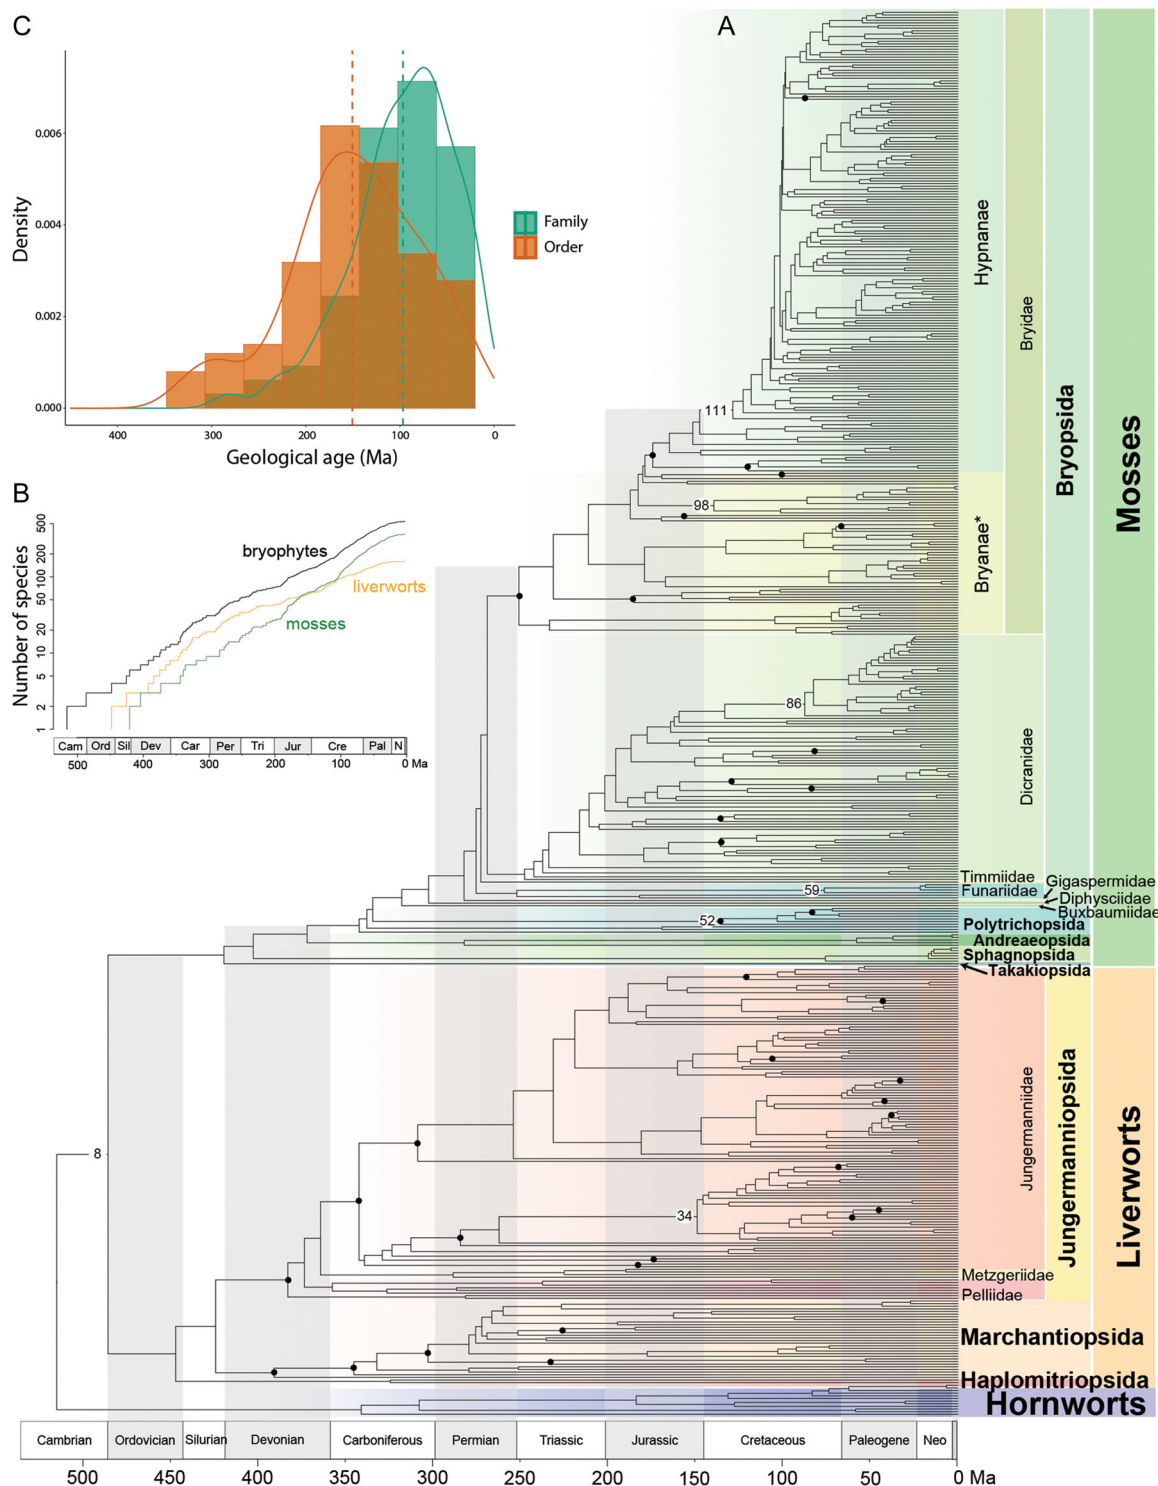 C
A
0.006
0.004
0.002
0.000
Density
Family
Order
400
300
200
100
0
Geological age (Ma)
B
500
200
100
50
20
10
5
2
1
Number of species
bryophytes
liverworts
mosses
Cam
Ord
Sil
Dev
Car
Per
Tri
Jur
Cre
Pal
N
500
400
300
200
100
0 Ma
111
98
86
59
52
8
34
Hypnanae
Bryanae*
Bryidae
Dicranidae
Bryopsida
Mosses
Timmiidae
Funariidae
Gigaspermidae
Diphysciidae
Buxbaumiidae
Polytrichopsida
Andreaeopsida
Sphagnopsida
Takakiopsida
Jungermanniidae
Jungermanniopsida
Liverworts
Metzgeriidae
Pelliidae
Marchantiopsida
Haplomitriopsida
Hornworts
Cambrian
Ordovician
Silurian
Devonian
Carboniferous
Permian
Triassic
Jurassic
Cretaceous
Paleogene
Neo
500
450
400
350
300
250
200
150
100
50
0 Ma